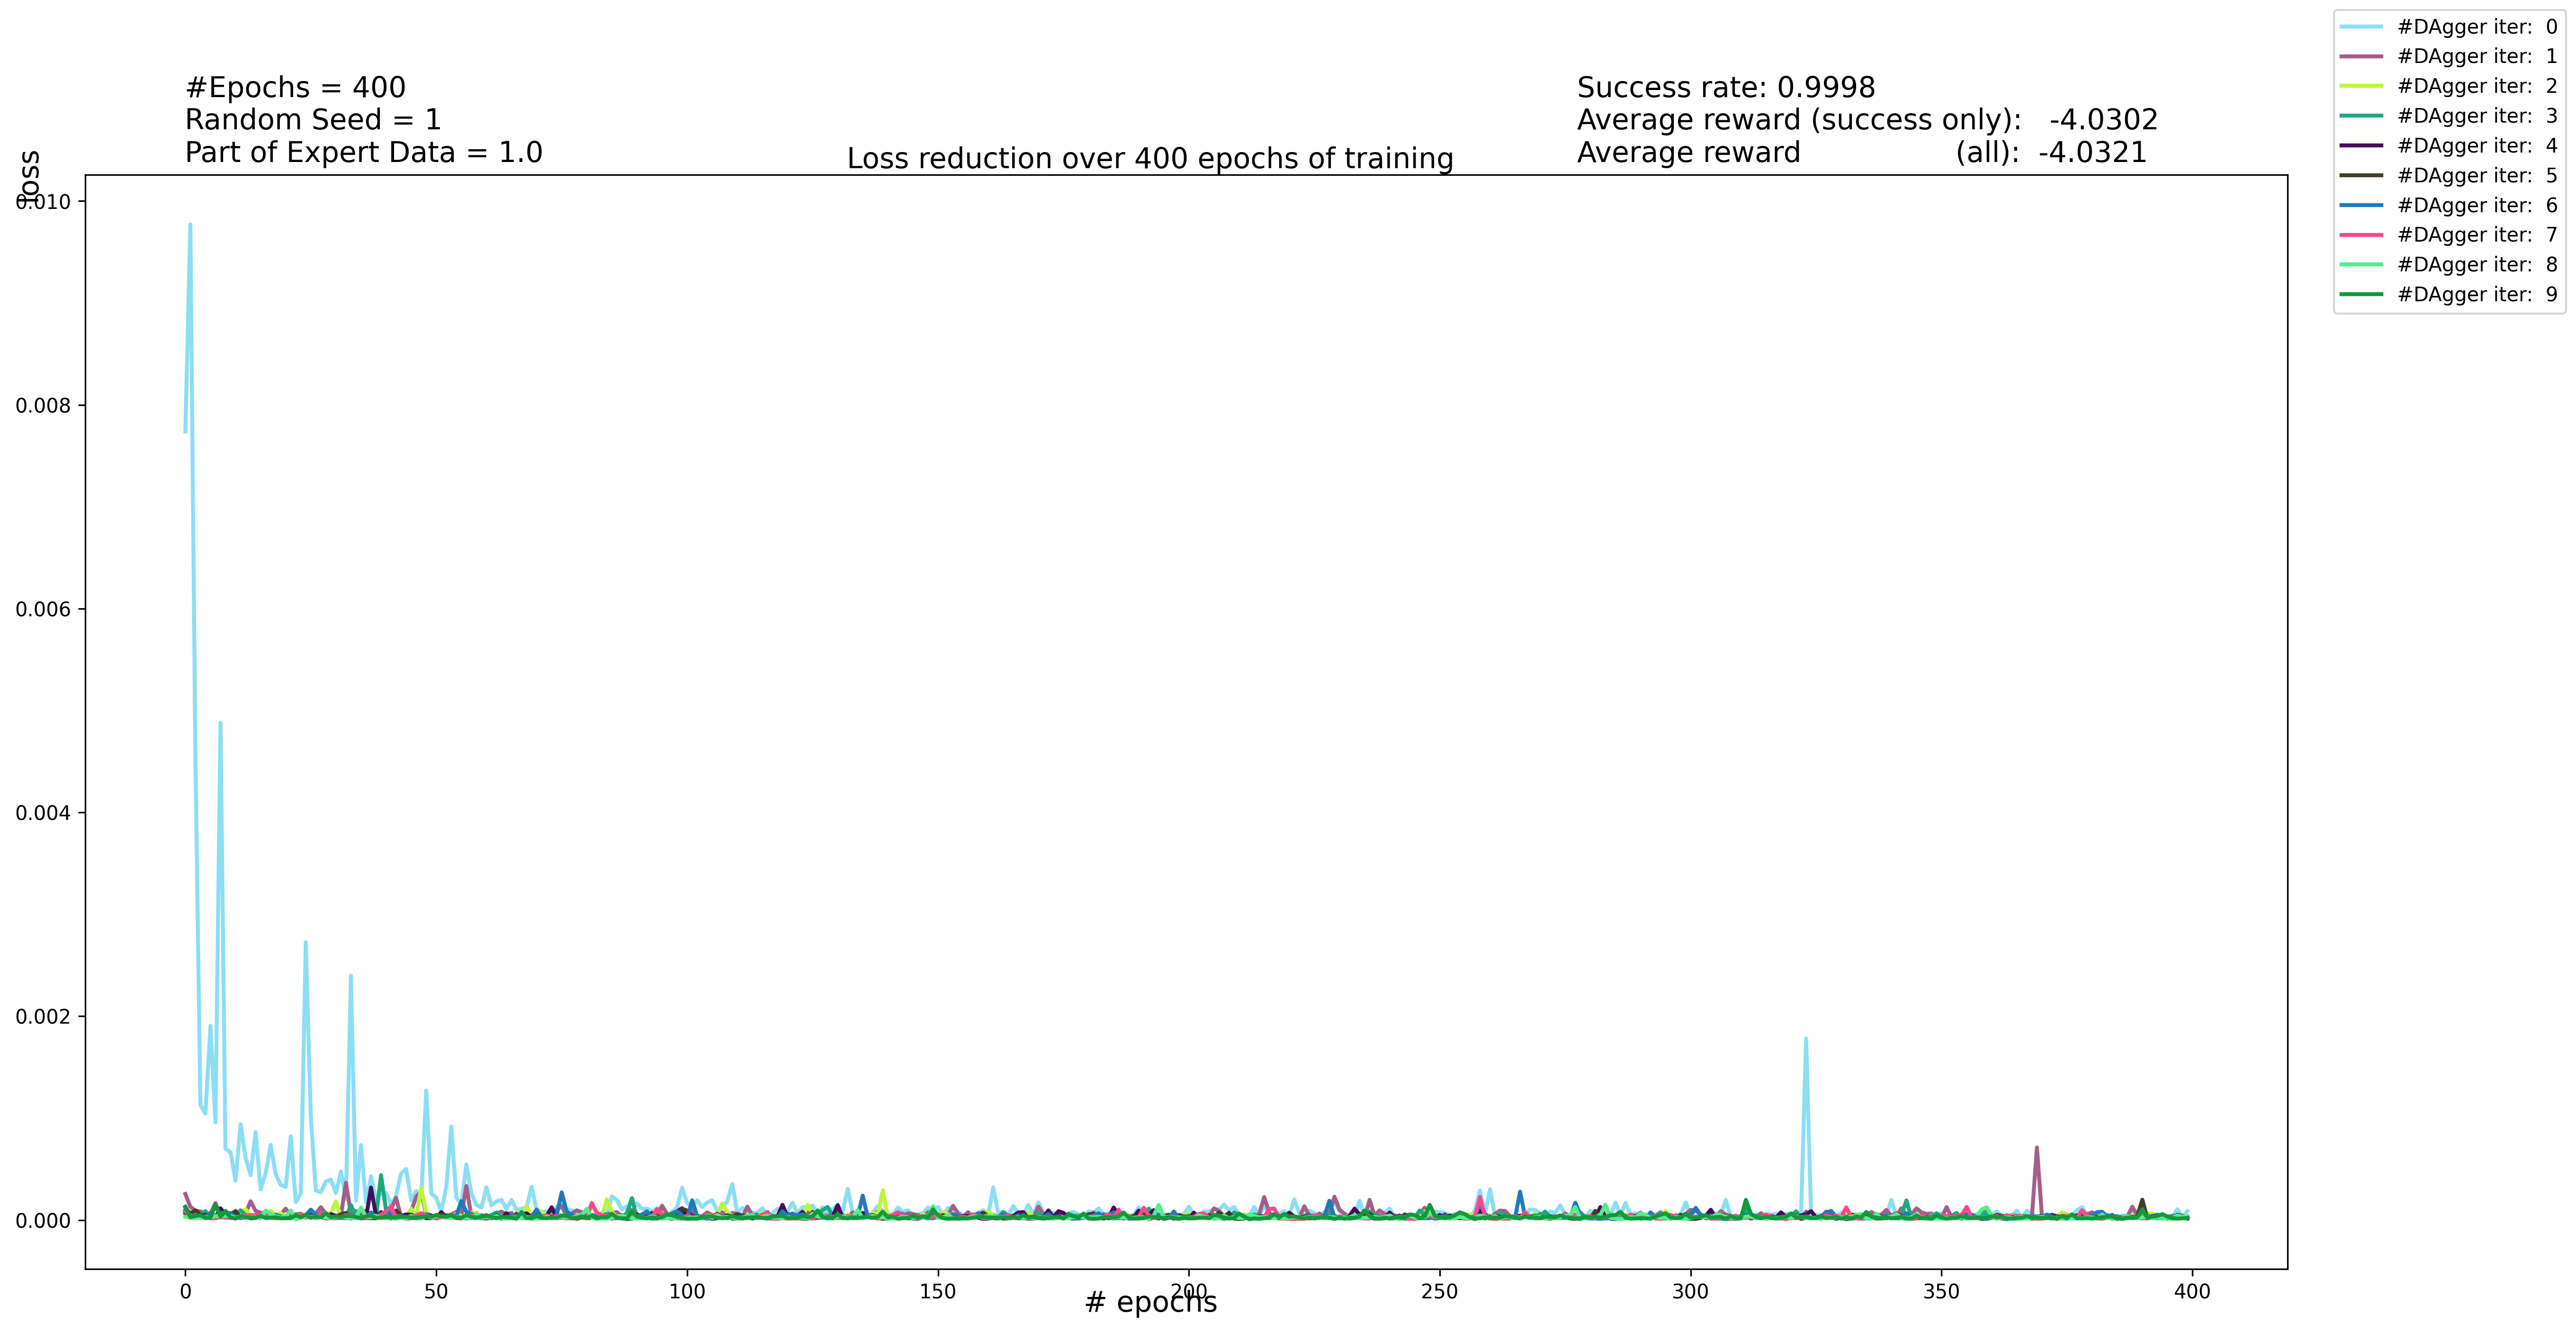 #Epochs = 400
Random Seed = 1
Part of Expert Data = 1.0
Success rate: 0.9998
Average reward (success only): -4.0302
Average reward (all): -4.0321
Loss reduction over 400 epochs of training
loss
0.010
0.008
0.006
0.004
0.002
0.000
0 50 100 150 200 250 300 350 400
# epochs
#DAgger iter: 0
#DAgger iter: 1
#DAgger iter: 2
#DAgger iter: 3
#DAgger iter: 4
#DAgger iter: 5
#DAgger iter: 6
#DAgger iter: 7
#DAgger iter: 8
#DAgger iter: 9